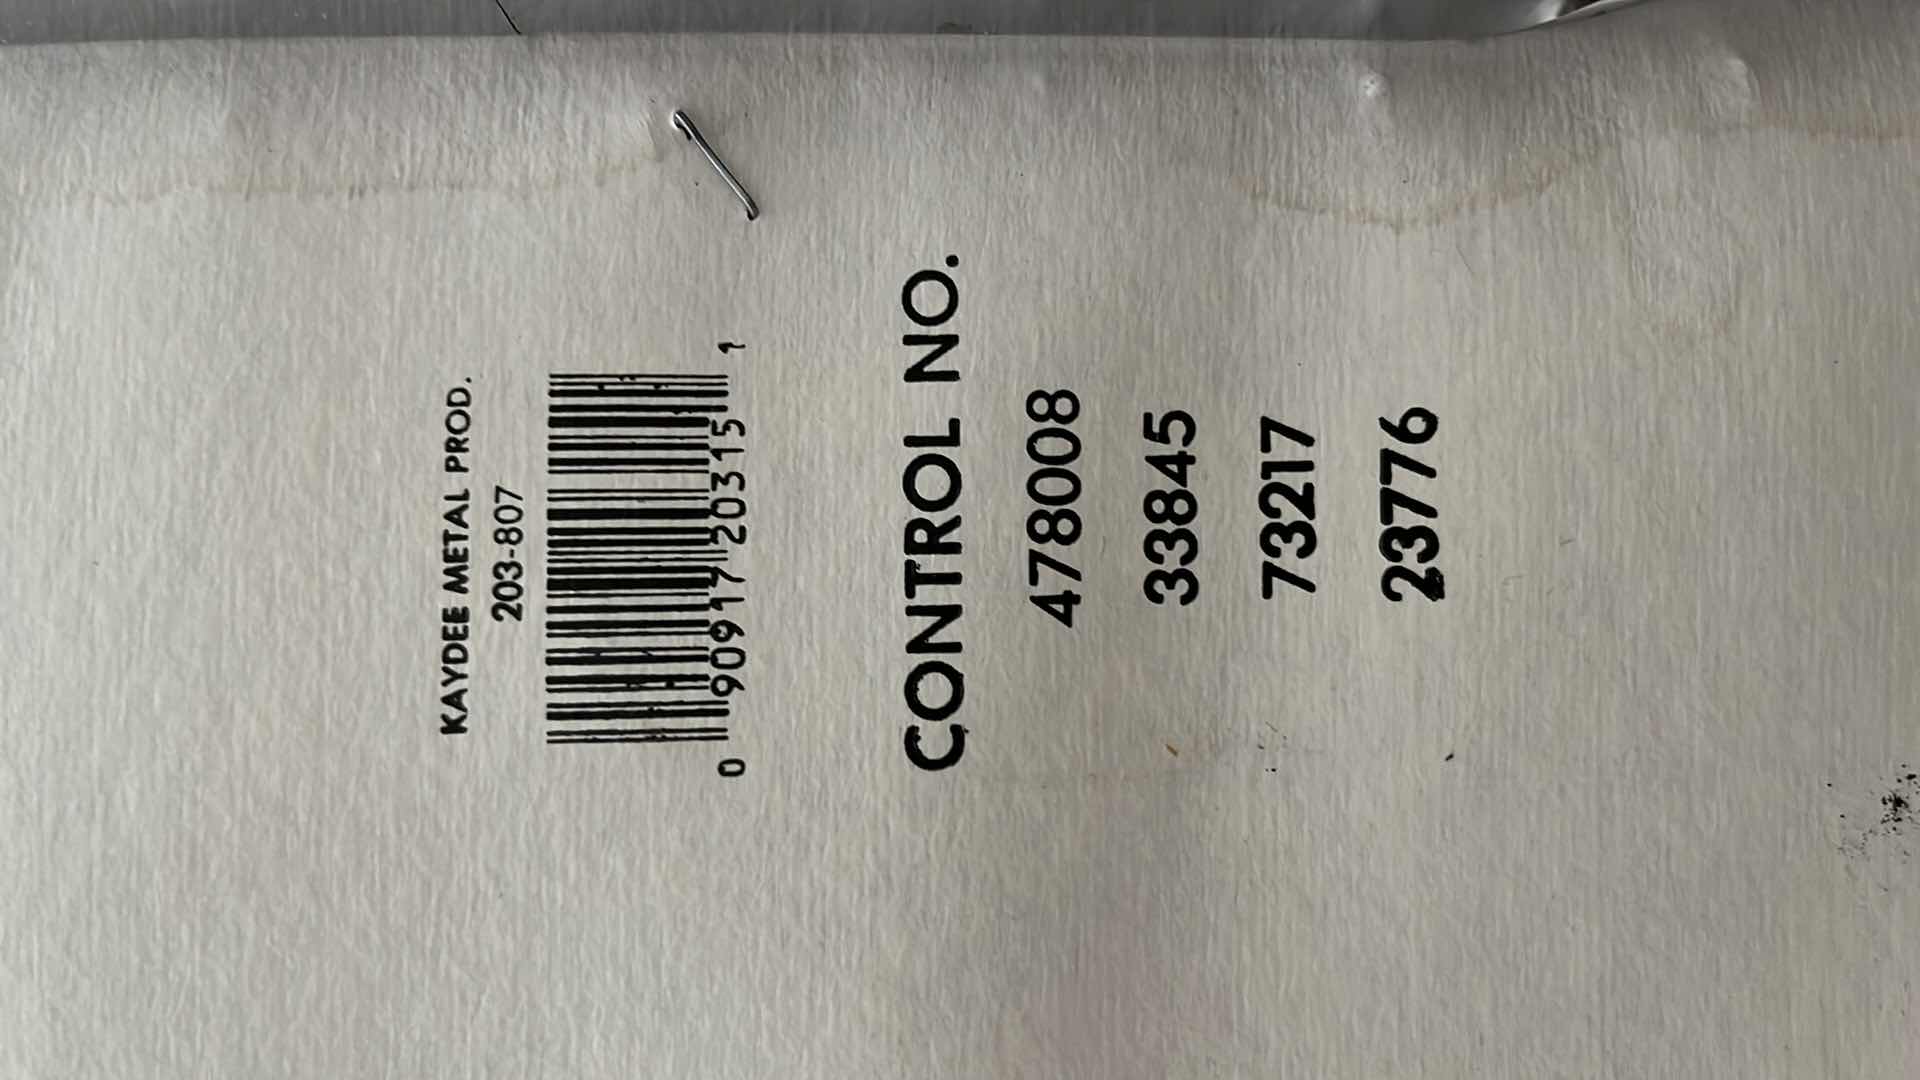 KAYDEE METAL PROD.
203-807
0 90917 20315 1
CONTROL NO.
478008
33845
73217
23776